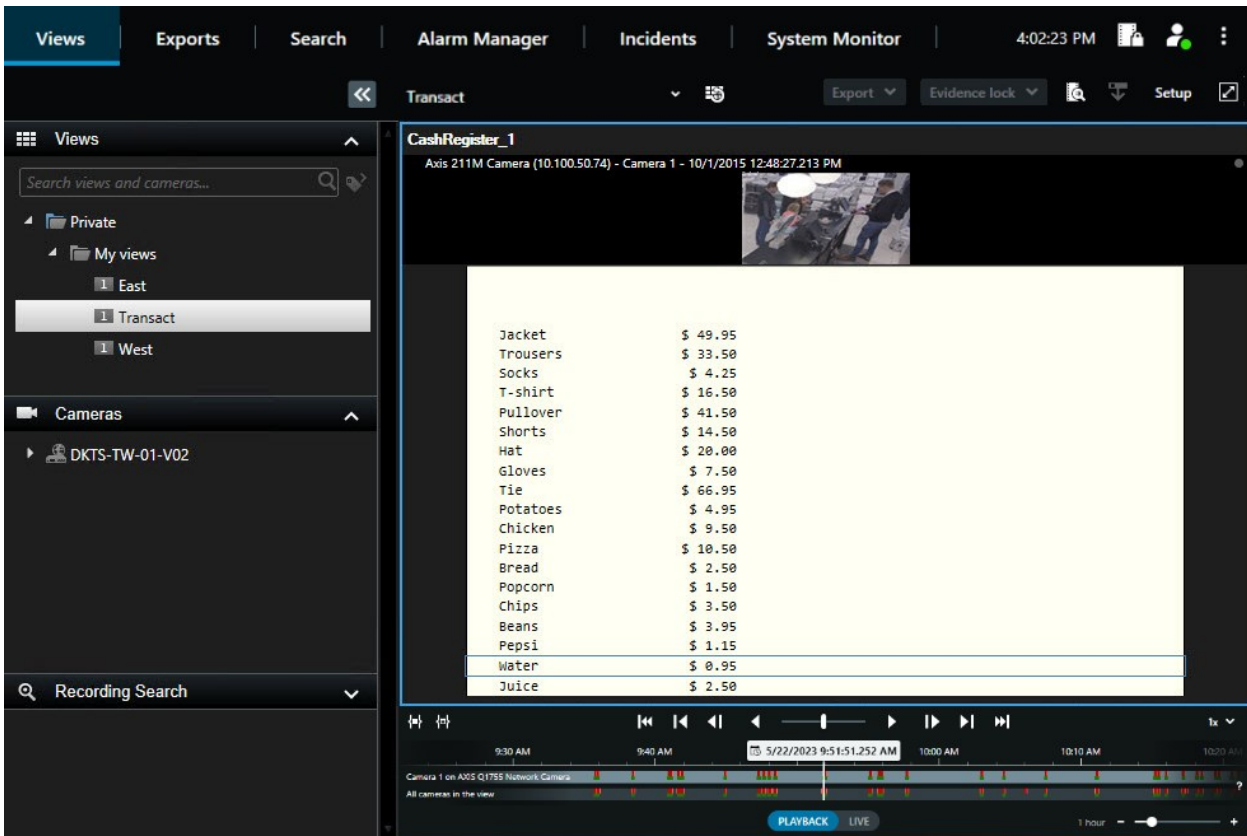 Views Exports Search Alarm Manager Incidents System Monitor 4:02:23 PM
Transact Export Evidence lock Setup
Views
Search views and cameras...
Private
My views
1 East
1 Transact
1 West
Cameras
DKTS-TW-01-V02
Recording Search
CashRegister_1
Axis 211M Camera (10.100.50.74) - Camera 1 - 10/1/2015 12:48:27.213 PM
Jacket $ 49.95
Trousers $ 33.50
Socks $ 4.25
T-shirt $ 16.50
Pullover $ 41.50
Shorts $ 14.50
Hat $ 20.00
Gloves $ 7.50
Tie $ 66.95
Potatoes $ 4.95
Chicken $ 9.50
Pizza $ 10.50
Bread $ 2.50
Popcorn $ 1.50
Chips $ 3.50
Beans $ 3.95
Pepsi $ 1.15
Water $ 0.95
Juice $ 2.50
1x
9:30 AM 9:40 AM 5/22/2023 9:51:51.252 AM 10:00 AM 10:10 AM 10:20 AM
Camera 1 on AXIS Q1755 Network Camera
All cameras in the view ?
PLAYBACK LIVE 1 hour - +